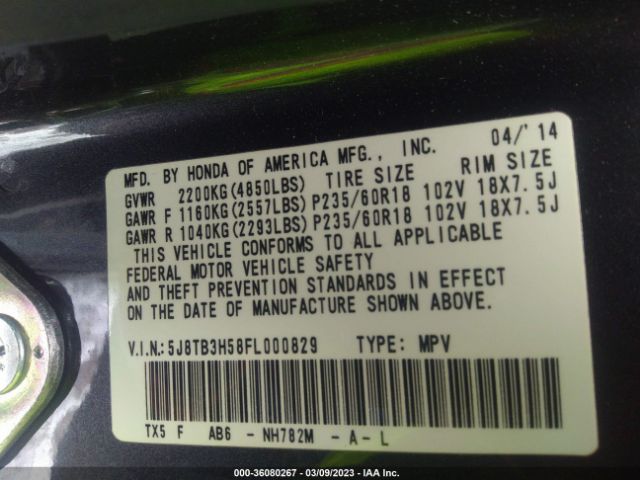 04/'14
MFD. BY HONDA OF AMERICA MFG., INC.
GVWR 2200KG(4850LBS) TIRE SIZE RIM SIZE
GAWR F 1160KG(2557LBS) P235/60R18 102V 18X7.5J
GAWR R 1040KG(2293LBS) P235/60R18 102V 18X7.5J
THIS VEHICLE CONFORMS TO ALL APPLICABLE
FEDERAL MOTOR VEHICLE SAFETY
AND THEFT PREVENTION STANDARDS IN EFFECT
ON THE DATE OF MANUFACTURE SHOWN ABOVE.
V.I.N.:5J8TB3H58FL000829 TYPE: MPV
TX5 F AB6 - NH782M - A - L
000-36080267 - 03/09/2023 - IAA Inc.